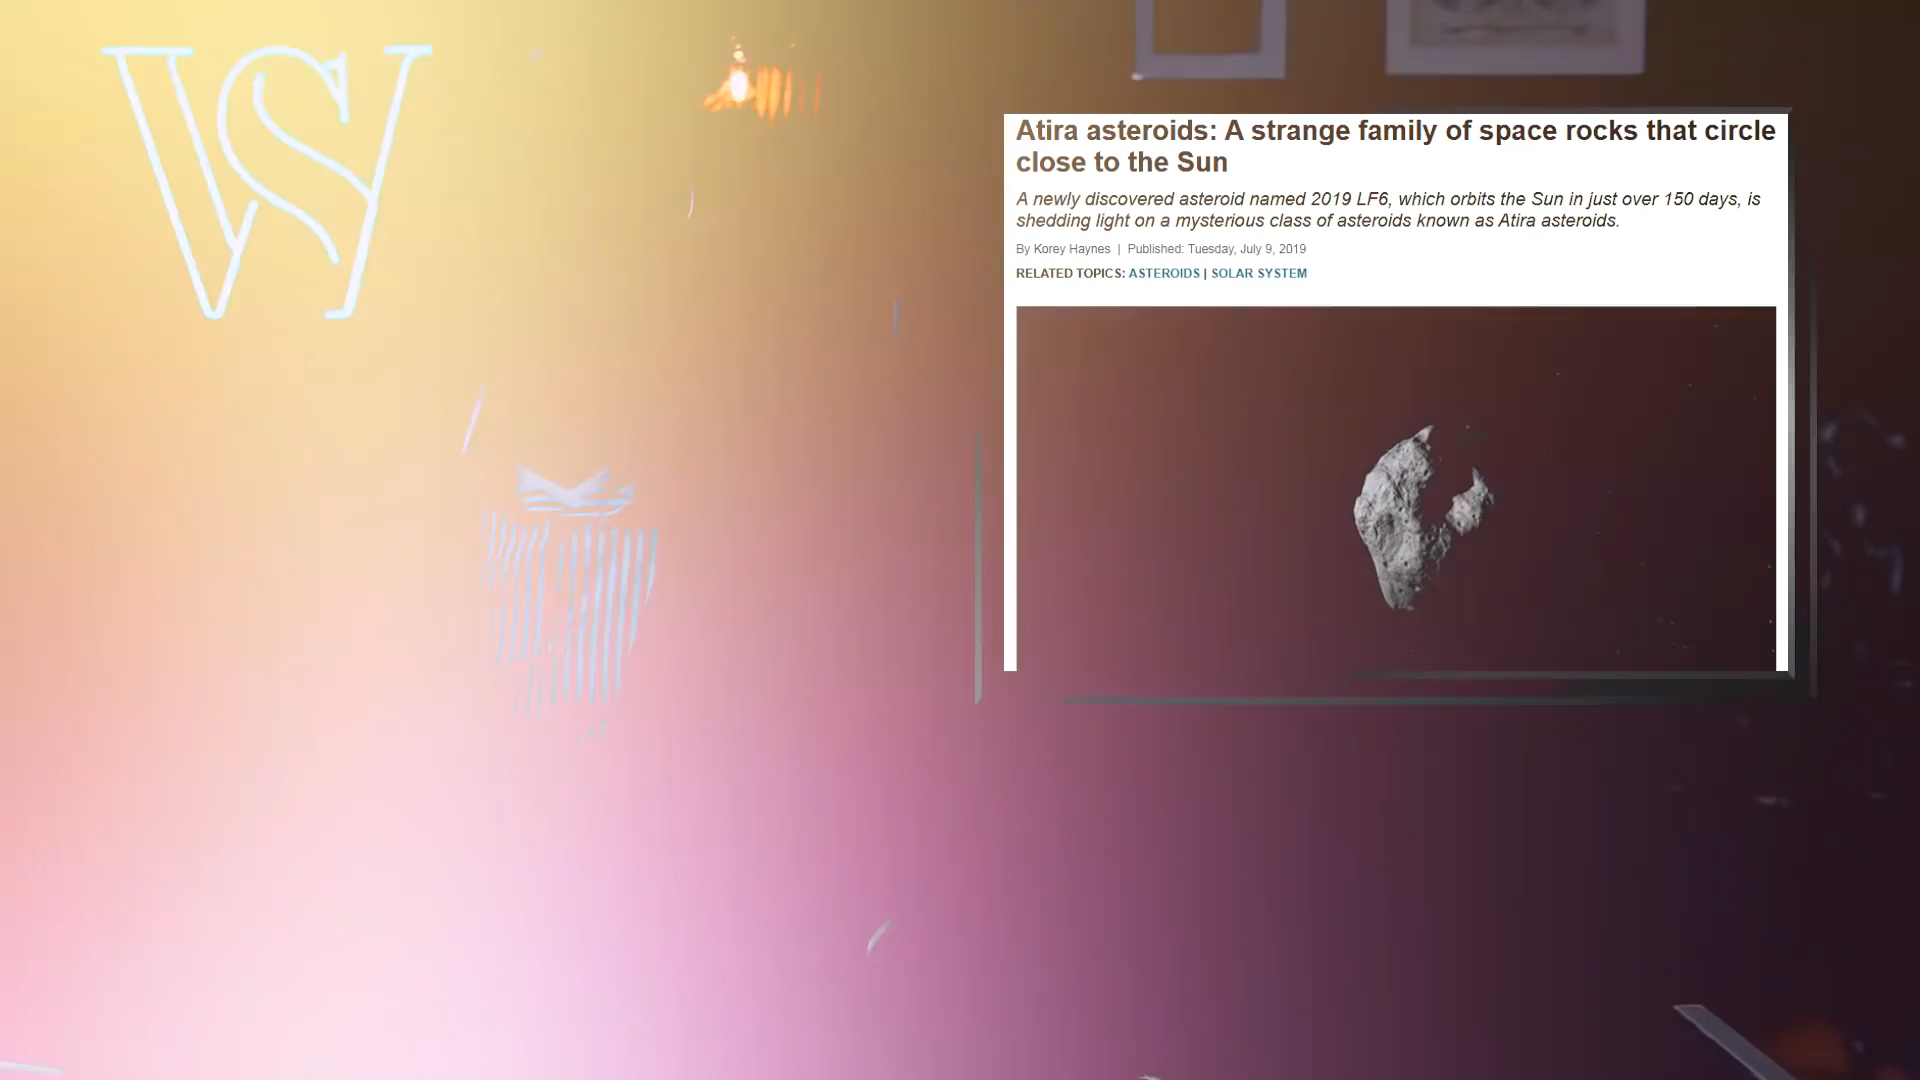 VSY
Atira asteroids: A strange family of space rocks that circle
close to the Sun
A newly discovered asteroid named 2019 LF6, which orbits the Sun in just over 150 days, is
shedding light on a mysterious class of asteroids known as Atira asteroids.
By Korey Haynes | Published: Tuesday, July 9, 2019
RELATED TOPICS: ASTEROIDS | SOLAR SYSTEM